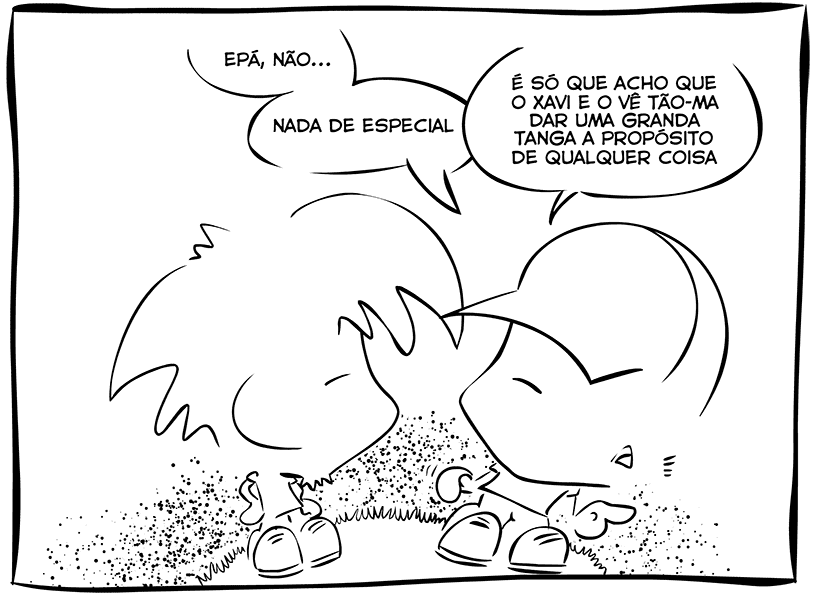 EPÁ, NÃO...
NADA DE ESPECIAL
É SÓ QUE ACHO QUE
O XAVI E O VÊ TÃO-MA
DAR UMA GRANDA
TANGA A PROPÓSITO
DE QUALQUER COISA